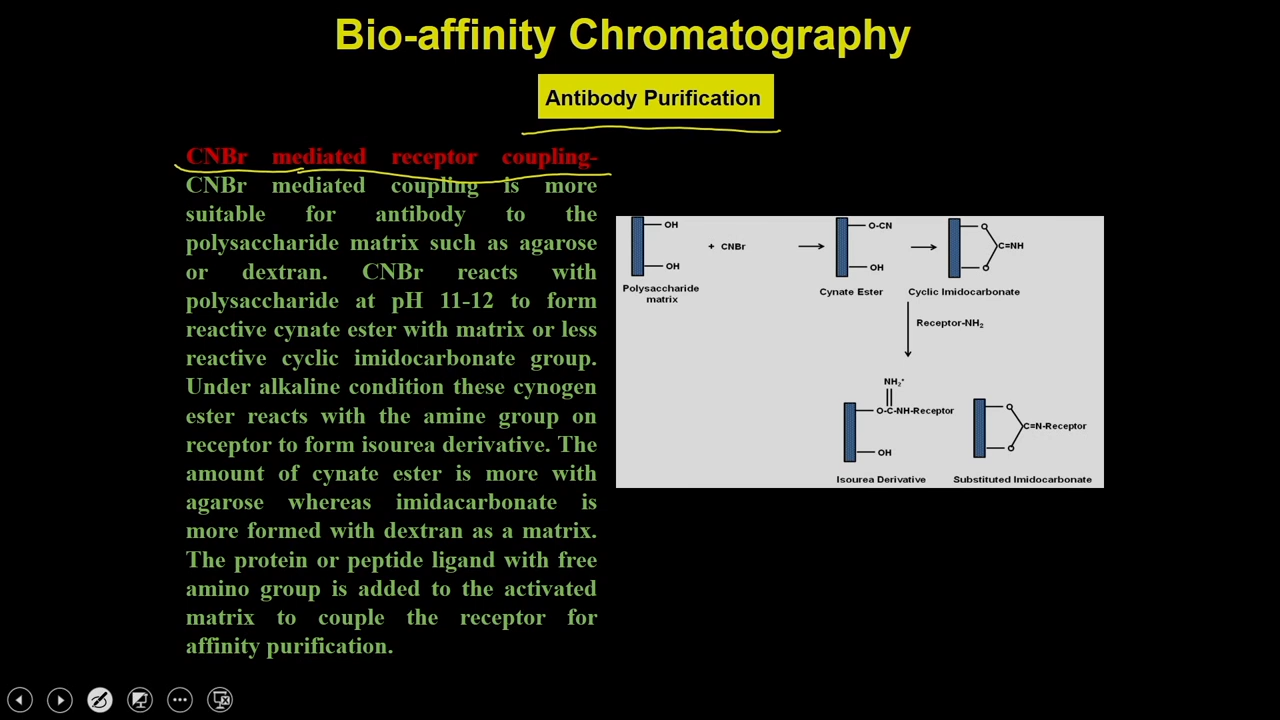 Bio-affinity Chromatography
Antibody Purification
CNBr mediated receptor coupling-
CNBr mediated coupling is more
suitable for antibody to the
polysaccharide matrix such as agarose
or dextran. CNBr reacts with
polysaccharide at pH 11-12 to form
reactive cynate ester with matrix or less
reactive cyclic imidocarbonate group.
Under alkaline condition these cynogen
ester reacts with the amine group on
receptor to form isourea derivative. The
amount of cynate ester is more with
agarose whereas imidacarbonate is
more formed with dextran as a matrix.
The protein or peptide ligand with free
amino group is added to the activated
matrix to couple the receptor for
affinity purification.
OH
+ CNBr
OH
Polysaccharide
matrix
O-CN
OH
Cynate Ester
O
C=NH
O
Cyclic Imidocarbonate
Receptor-NH₂
NH₂⁺
O-C-NH-Receptor
OH
Isourea Derivative
O
C=N-Receptor
O
Substituted Imidocarbonate